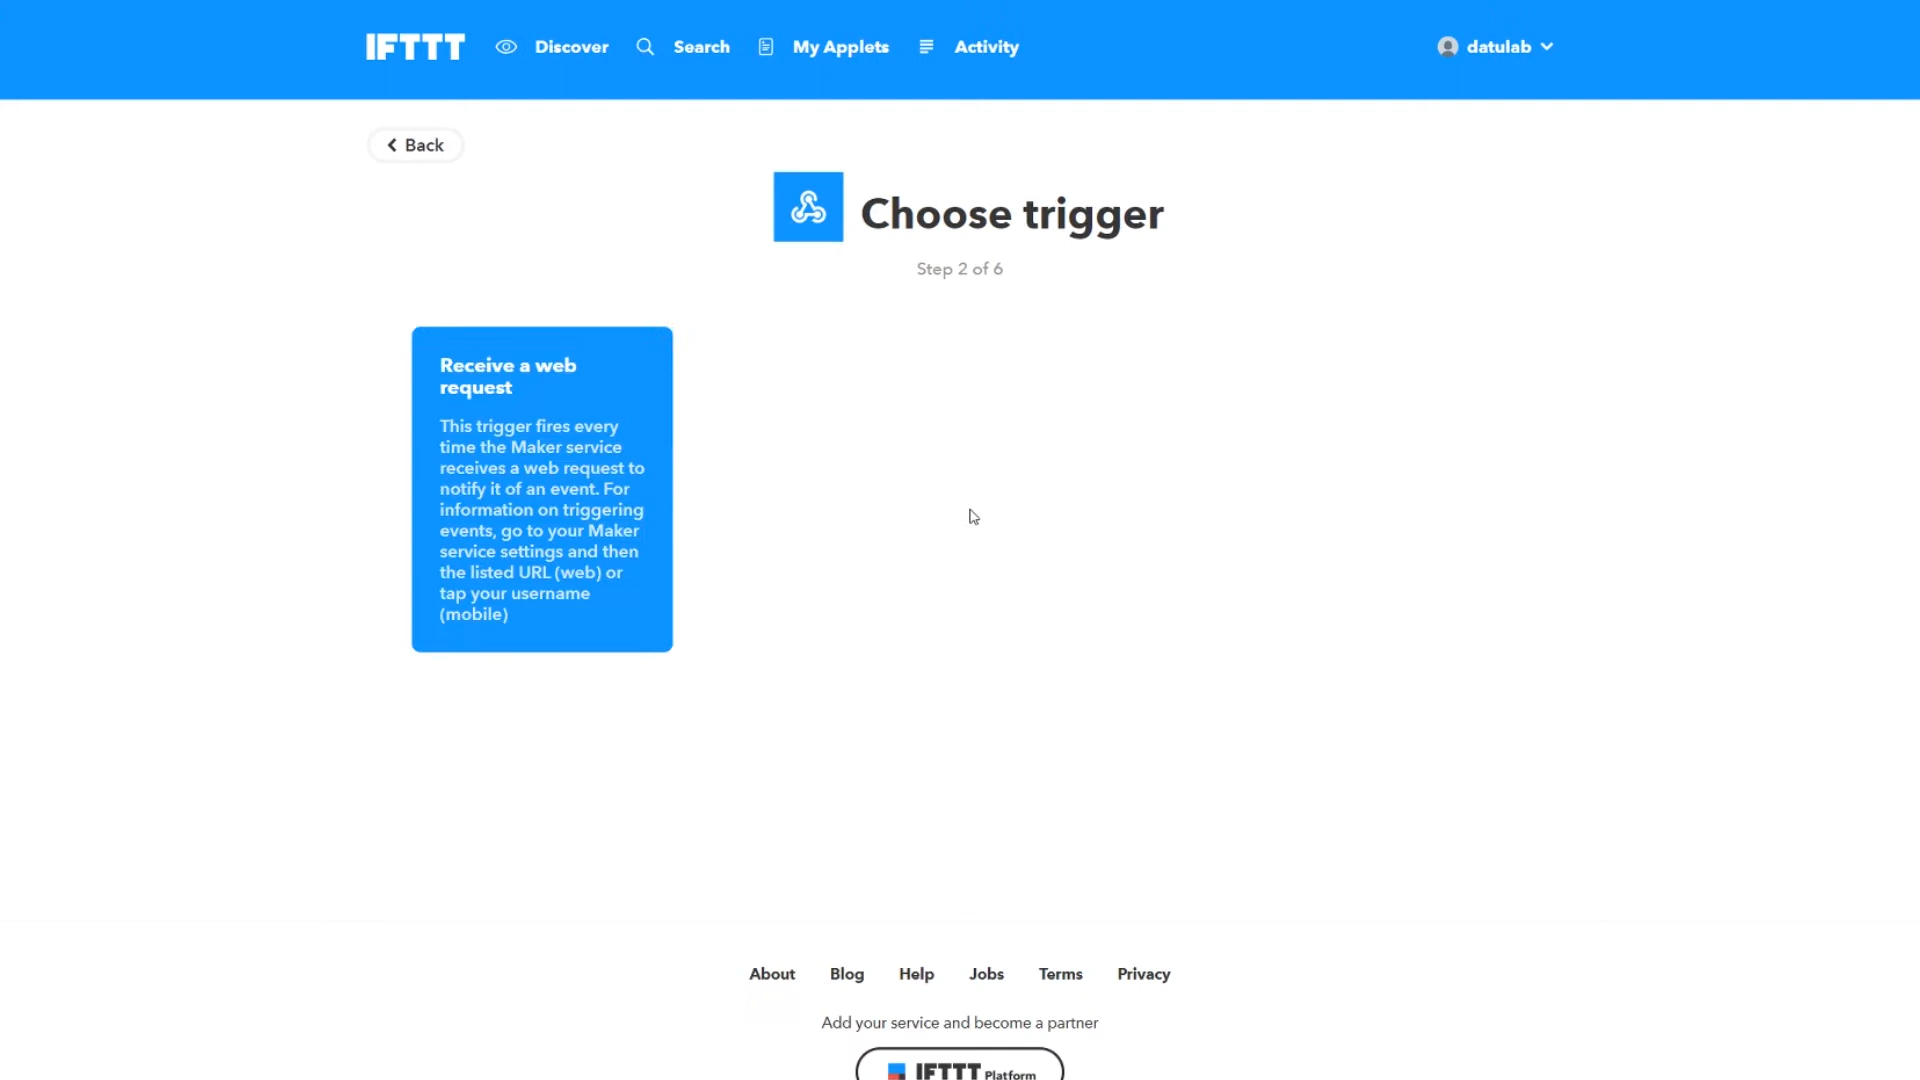 IFTTT Discover Search My Applets Activity datulab
Back
Choose trigger
Step 2 of 6
Receive a web
request
This trigger fires every
time the Maker service
receives a web request to
notify it of an event. For
information on triggering
events, go to your Maker
service settings and then
the listed URL (web) or
tap your username
(mobile)
About Blog Help Jobs Terms Privacy
Add your service and become a partner
IFTTT Platform